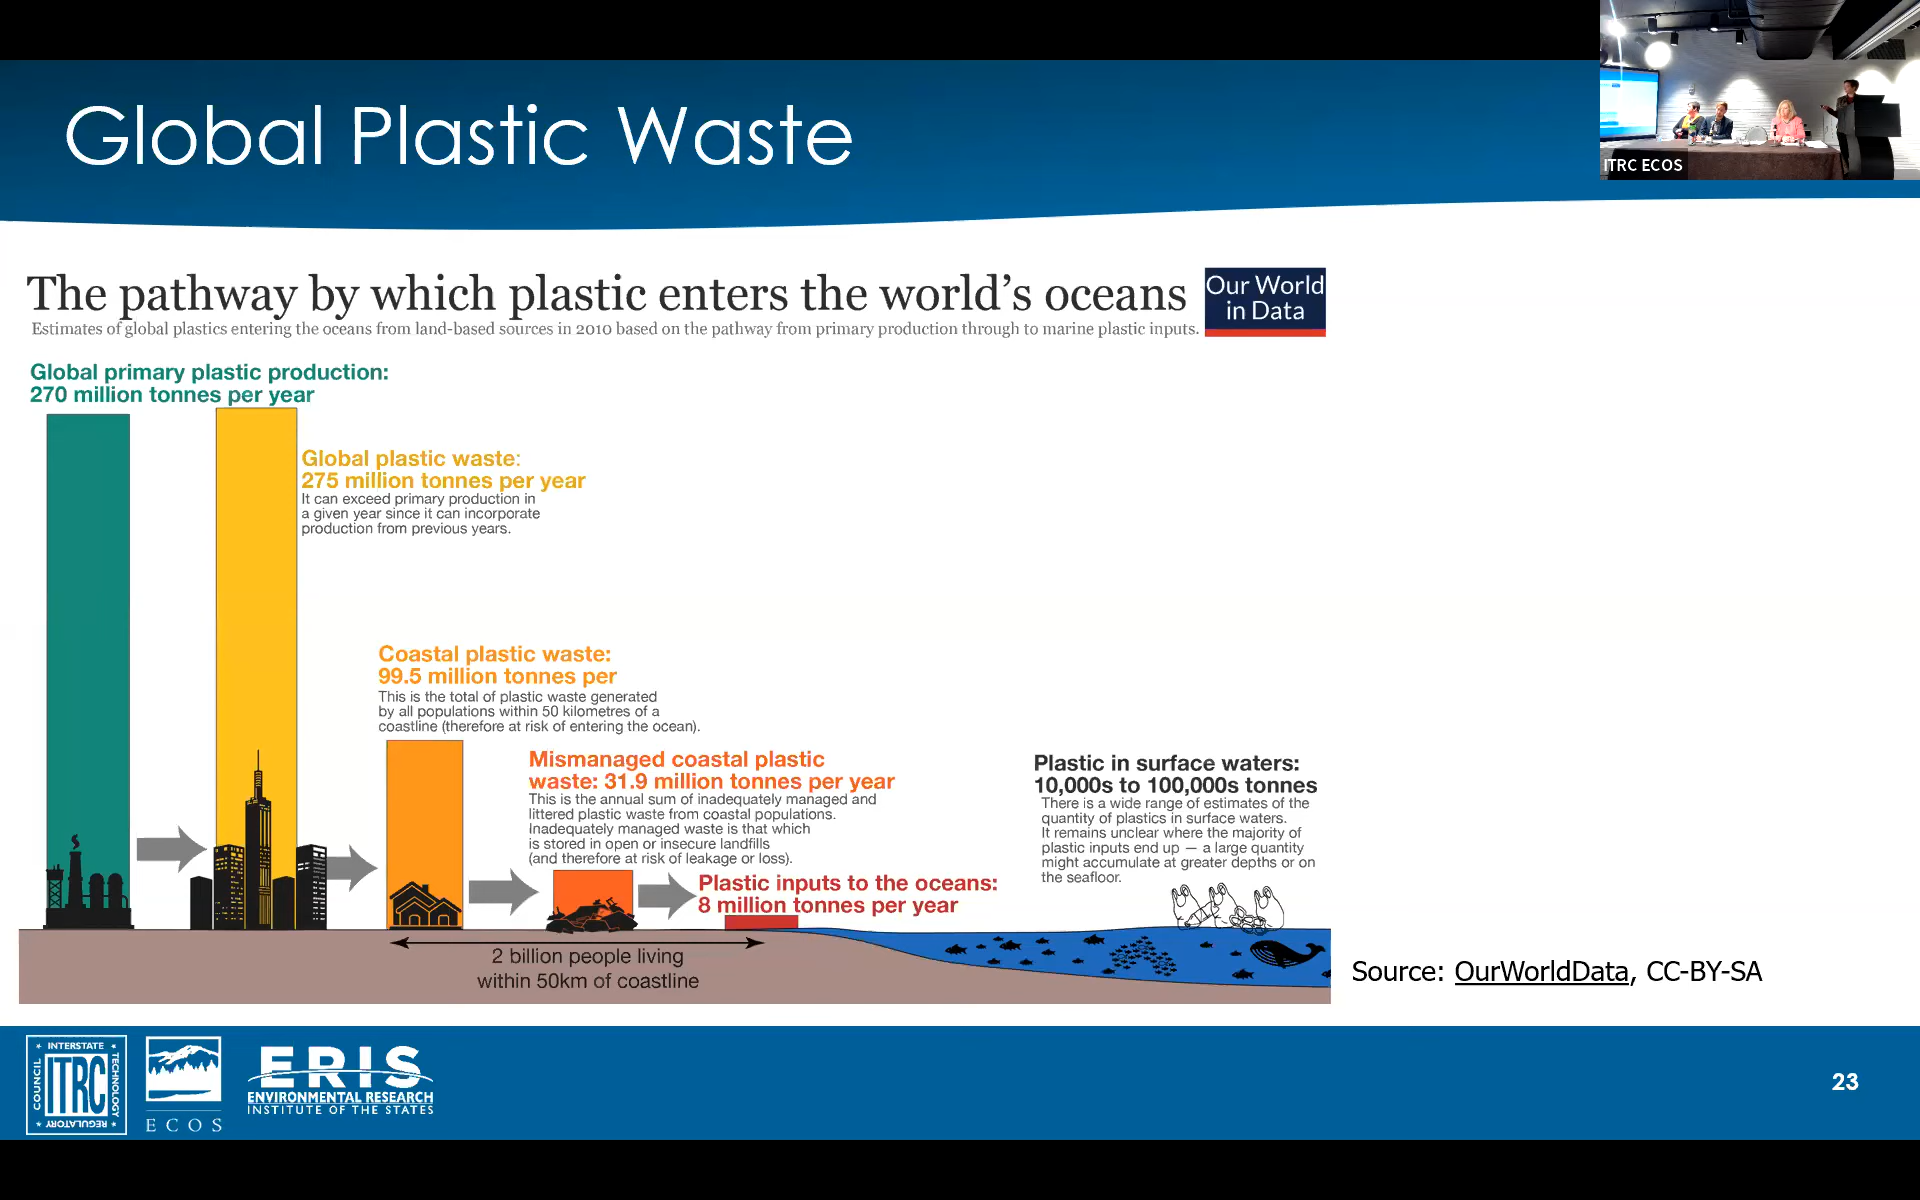 Global Plastic Waste
ITRC ECOS
The pathway by which plastic enters the world's oceans
Our World
in Data
Estimates of global plastics entering the oceans from land-based sources in 2010 based on the pathway from primary production through to marine plastic inputs.
Global primary plastic production:
270 million tonnes per year
Global plastic waste:
275 million tonnes per year
It can exceed primary production in
a given year since it can incorporate
production from previous years.
Coastal plastic waste:
99.5 million tonnes per
This is the total of plastic waste generated
by all populations within 50 kilometres of a
coastline (therefore at risk of entering the ocean).
Mismanaged coastal plastic
waste: 31.9 million tonnes per year
This is the annual sum of inadequately managed and
littered plastic waste from coastal populations.
Inadequately managed waste is that which
is stored in open or insecure landfills
(and therefore at risk of leakage or loss).
Plastic inputs to the oceans:
8 million tonnes per year
Plastic in surface waters:
10,000s to 100,000s tonnes
There is a wide range of estimates of the
quantity of plastics in surface waters.
It remains unclear where the majority of
plastic inputs end up — a large quantity
might accumulate at greater depths or on
the seafloor.
2 billion people living
within 50km of coastline
Source: OurWorldData, CC-BY-SA
INTERSTATE
TECHNOLOGY
REGULATORY
COUNCIL
ITRC
ECOS
ERIS
ENVIRONMENTAL RESEARCH
INSTITUTE OF THE STATES
23